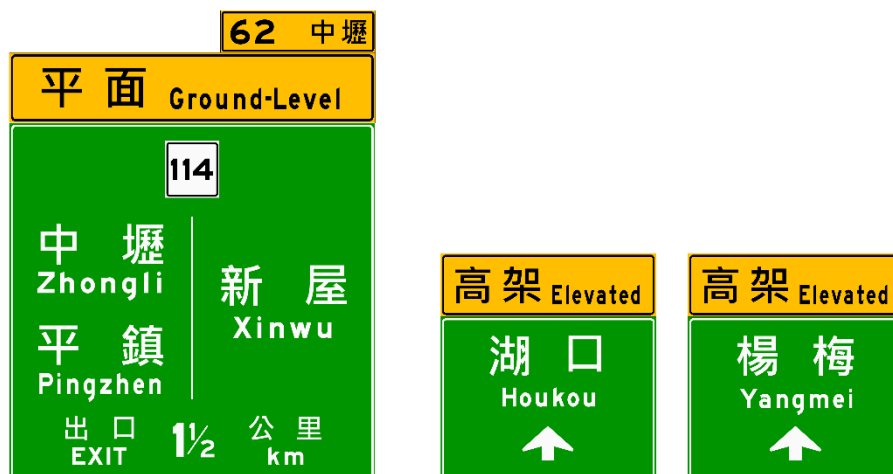 62 中壢
平面 Ground-Level
114
中壢
Zhongli
平鎮
Pingzhen
新屋
Xinwu
出口 EXIT 1½ 公里 km
高架 Elevated
湖口
Houkou
高架 Elevated
楊梅
Yangmei